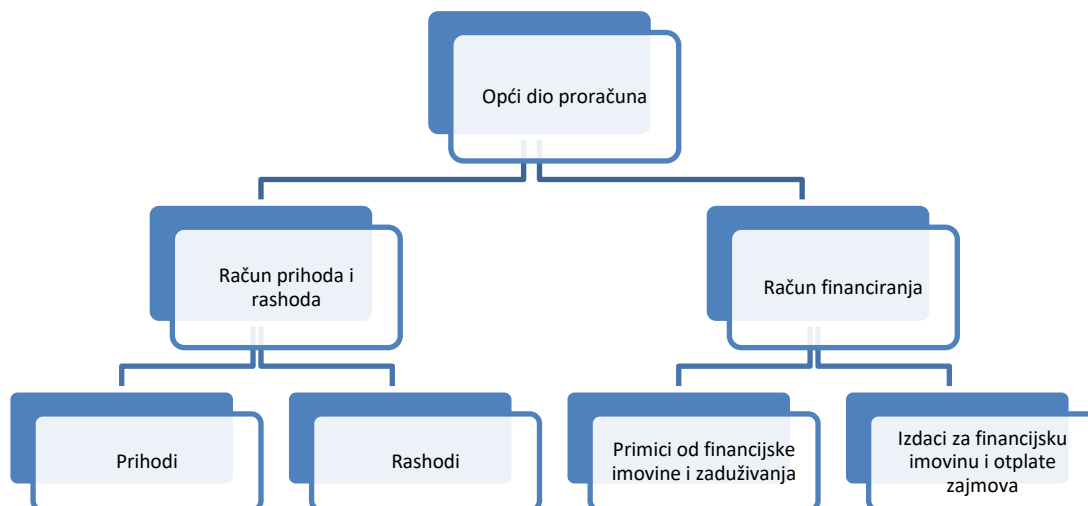 Opći dio proračuna
Račun prihoda i
rashoda
Račun financiranja
Prihodi
Rashodi
Primici od financijske
imovine i zaduživanja
Izdaci za financijsku
imovinu i otplate
zajmova